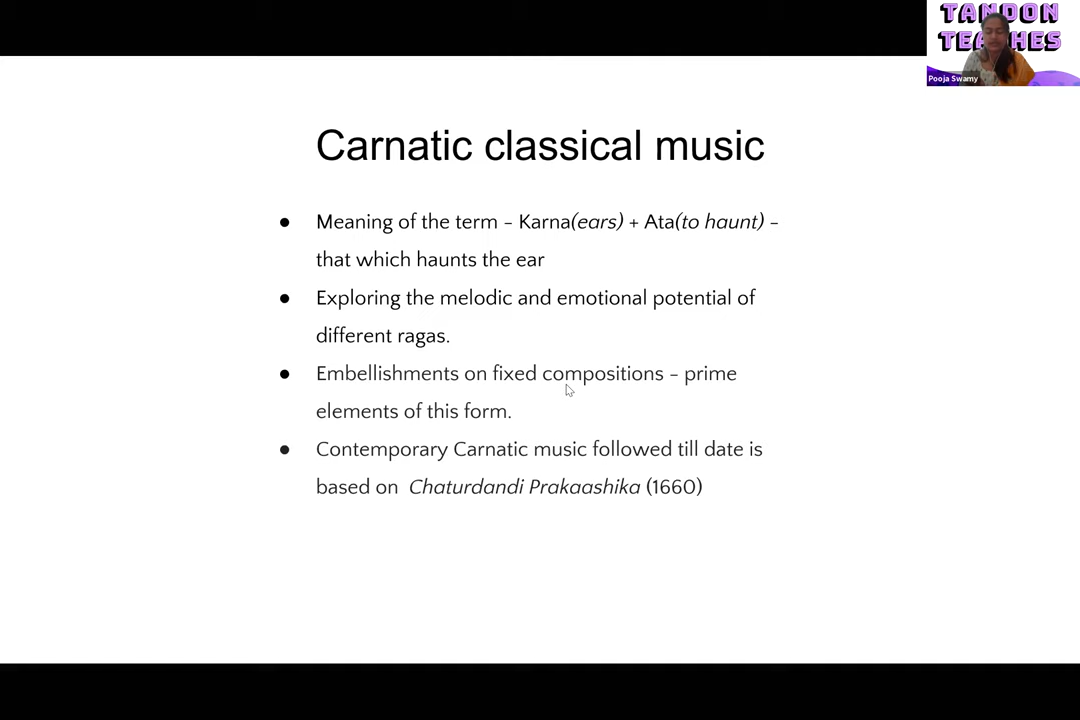 TANDON
TEACHES
Pooja Swamy
Carnatic classical music
● Meaning of the term - Karna(ears) + Ata(to haunt) -
that which haunts the ear
● Exploring the melodic and emotional potential of
different ragas.
● Embellishments on fixed compositions - prime
elements of this form.
● Contemporary Carnatic music followed till date is
based on Chaturdandi Prakaashika (1660)